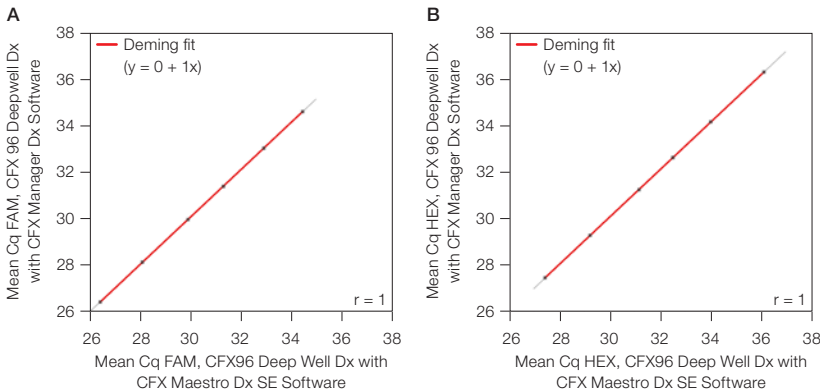 A
Mean Cq FAM, CFX 96 Deepwell Dx
with CFX Manager Dx Software
38
36
34
32
30
28
26
Deming fit
(y = 0 + 1x)
r = 1
26 28 30 32 34 36 38
Mean Cq FAM, CFX96 Deep Well Dx with
CFX Maestro Dx SE Software
B
Mean Cq HEX, CFX 96 Deepwell Dx
with CFX Manager Dx Software
38
36
34
32
30
28
26
Deming fit
(y = 0 + 1x)
r = 1
26 28 30 32 34 36 38
Mean Cq HEX, CFX96 Deep Well Dx with
CFX Maestro Dx SE Software